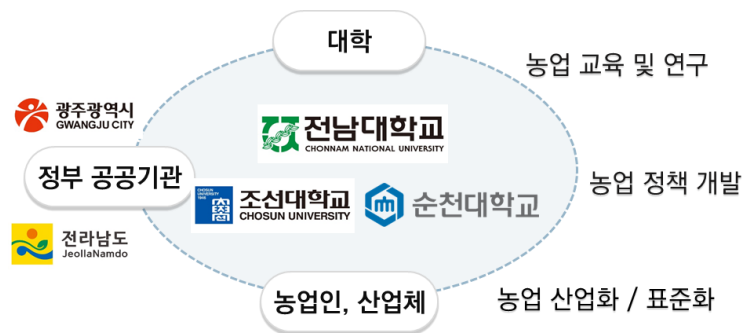 대학
농업 교육 및 연구
광주광역시
GWANGJU CITY
전남대학교
CHONNAM NATIONAL UNIVERSITY
정부 공공기관
농업 정책 개발
CHOSUN
UNIVERSITY
1946
조선대학교
CHOSUN UNIVERSITY
순천대학교
전라남도
JeollaNamdo
농업인, 산업체
농업 산업화 / 표준화